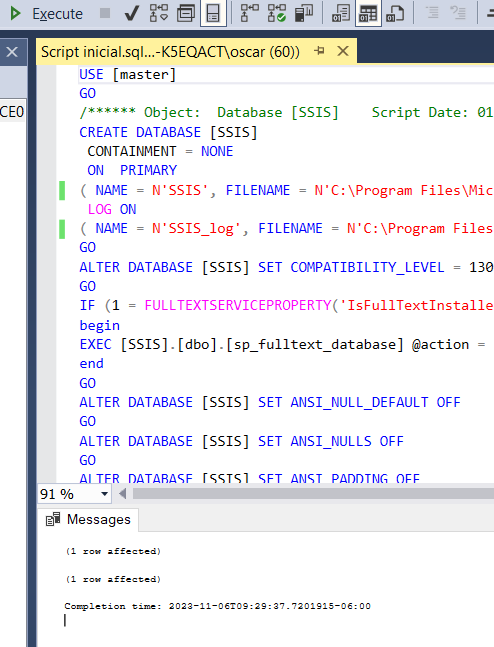 Execute
Script inicial.sql...-K5EQACT\oscar (60))
CE0
USE [master]
GO
/****** Object:  Database [SSIS]    Script Date: 01
CREATE DATABASE [SSIS]
CONTAINMENT = NONE
ON  PRIMARY
( NAME = N'SSIS', FILENAME = N'C:\Program Files\Mic
LOG ON
( NAME = N'SSIS_log', FILENAME = N'C:\Program Files
GO
ALTER DATABASE [SSIS] SET COMPATIBILITY_LEVEL = 130
GO
IF (1 = FULLTEXTSERVICEPROPERTY('IsFullTextInstalle
begin
EXEC [SSIS].[dbo].[sp_fulltext_database] @action =
end
GO
ALTER DATABASE [SSIS] SET ANSI_NULL_DEFAULT OFF
GO
ALTER DATABASE [SSIS] SET ANSI_NULLS OFF
GO
ALTER DATABASE [SSIS] SET ANSI_PADDING OFF
91 %
Messages
(1 row affected)
(1 row affected)
Completion time: 2023-11-06T09:29:37.7201915-06:00